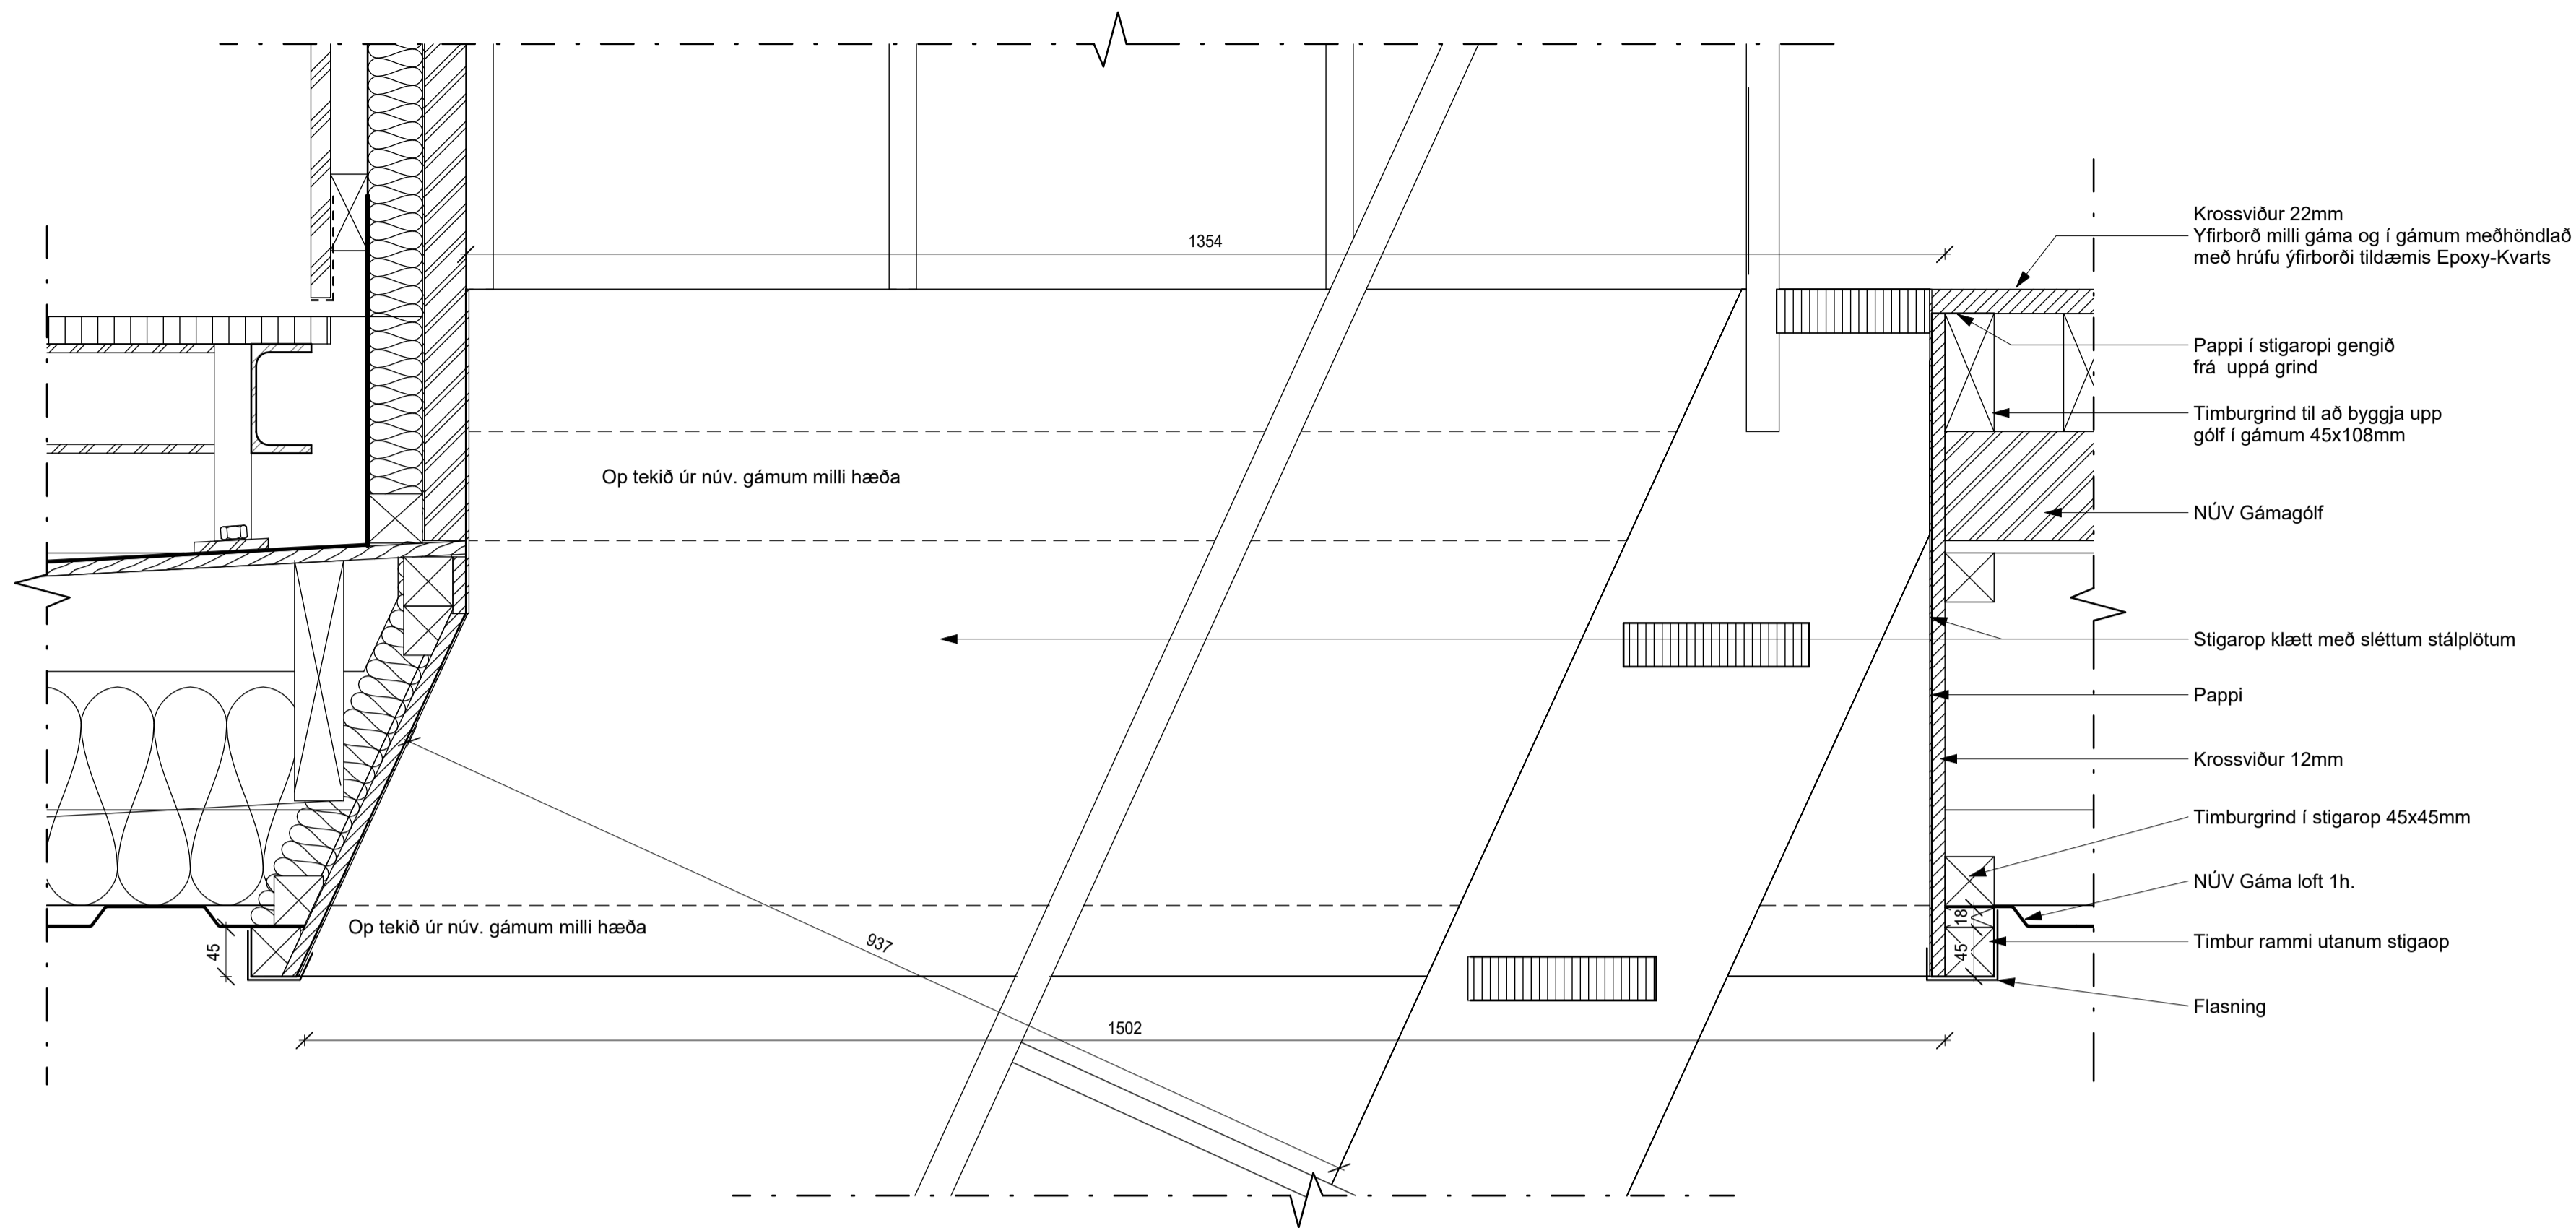 Krossviður 22mm
Yfirborð milli gáma og í gámum meðhöndlað
með hrúfu ýfirborði tildæmis Epoxy-Kvarts
1354
Pappi í stigaropi gengið
frá uppá grind
Timburgrind til að byggja upp
gólf í gámum 45x108mm
Op tekið úr núv. gámum milli hæða
NÚV Gámagólf
Stigarop klætt með sléttum stálplötum
Pappi
Krossviður 12mm
Timburgrind í stigarop 45x45mm
NÚV Gáma loft 1h.
18
Op tekið úr núv. gámum milli hæða
937
45
45
Timbur rammi utanum stigaop
Flasning
1502